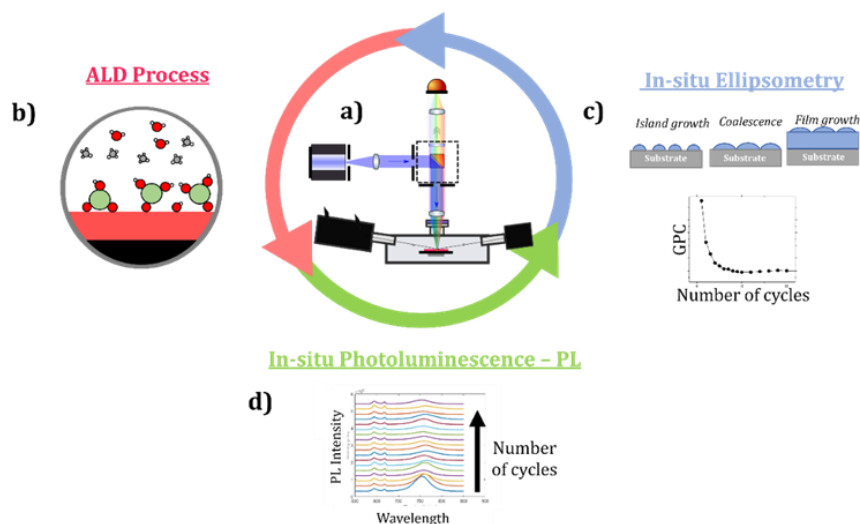 ALD Process
b)
a)
In-situ Ellipsometry
c)
Island growth
Coalescence
Film growth
Substrate
Substrate
Substrate
GPC
Number of cycles
In-situ Photoluminescence – PL
d)
PL Intensity
Number
of cycles
Wavelength